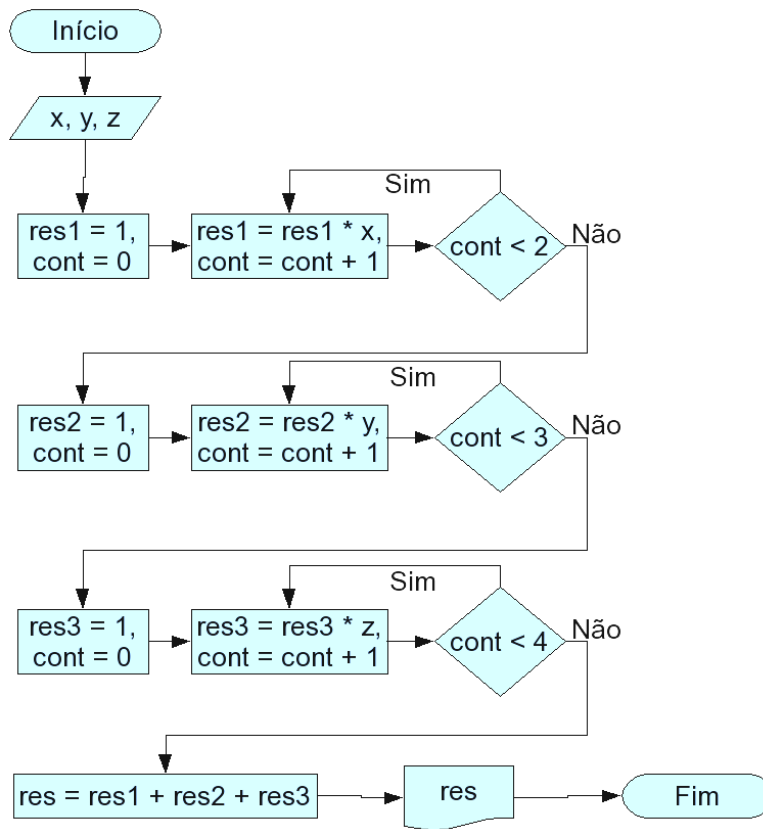 Início
x, y, z
Sim
res1 = 1,
cont = 0
res1 = res1 * x,
cont = cont + 1
cont < 2
Não
Sim
res2 = 1,
cont = 0
res2 = res2 * y,
cont = cont + 1
cont < 3
Não
Sim
res3 = 1,
cont = 0
res3 = res3 * z,
cont = cont + 1
cont < 4
Não
res = res1 + res2 + res3
res
Fim